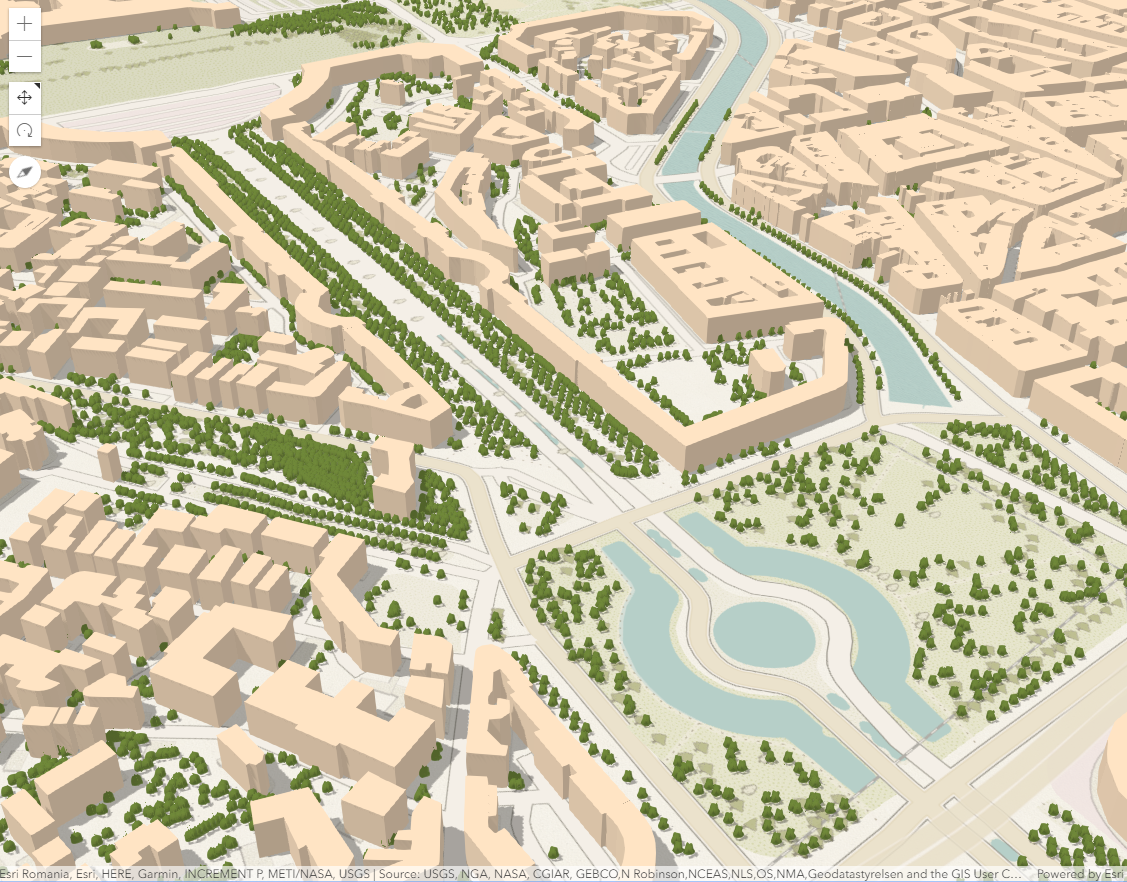 Esri Romania, Esri, HERE, Garmin, INCREMENT P, METI/NASA, USGS | Source: USGS, NGA, NASA, CGIAR, GEBCO,N Robinson,NCEAS,NLS,OS,NMA,Geodatastyrelsen and the GIS User C... Powered by Esri